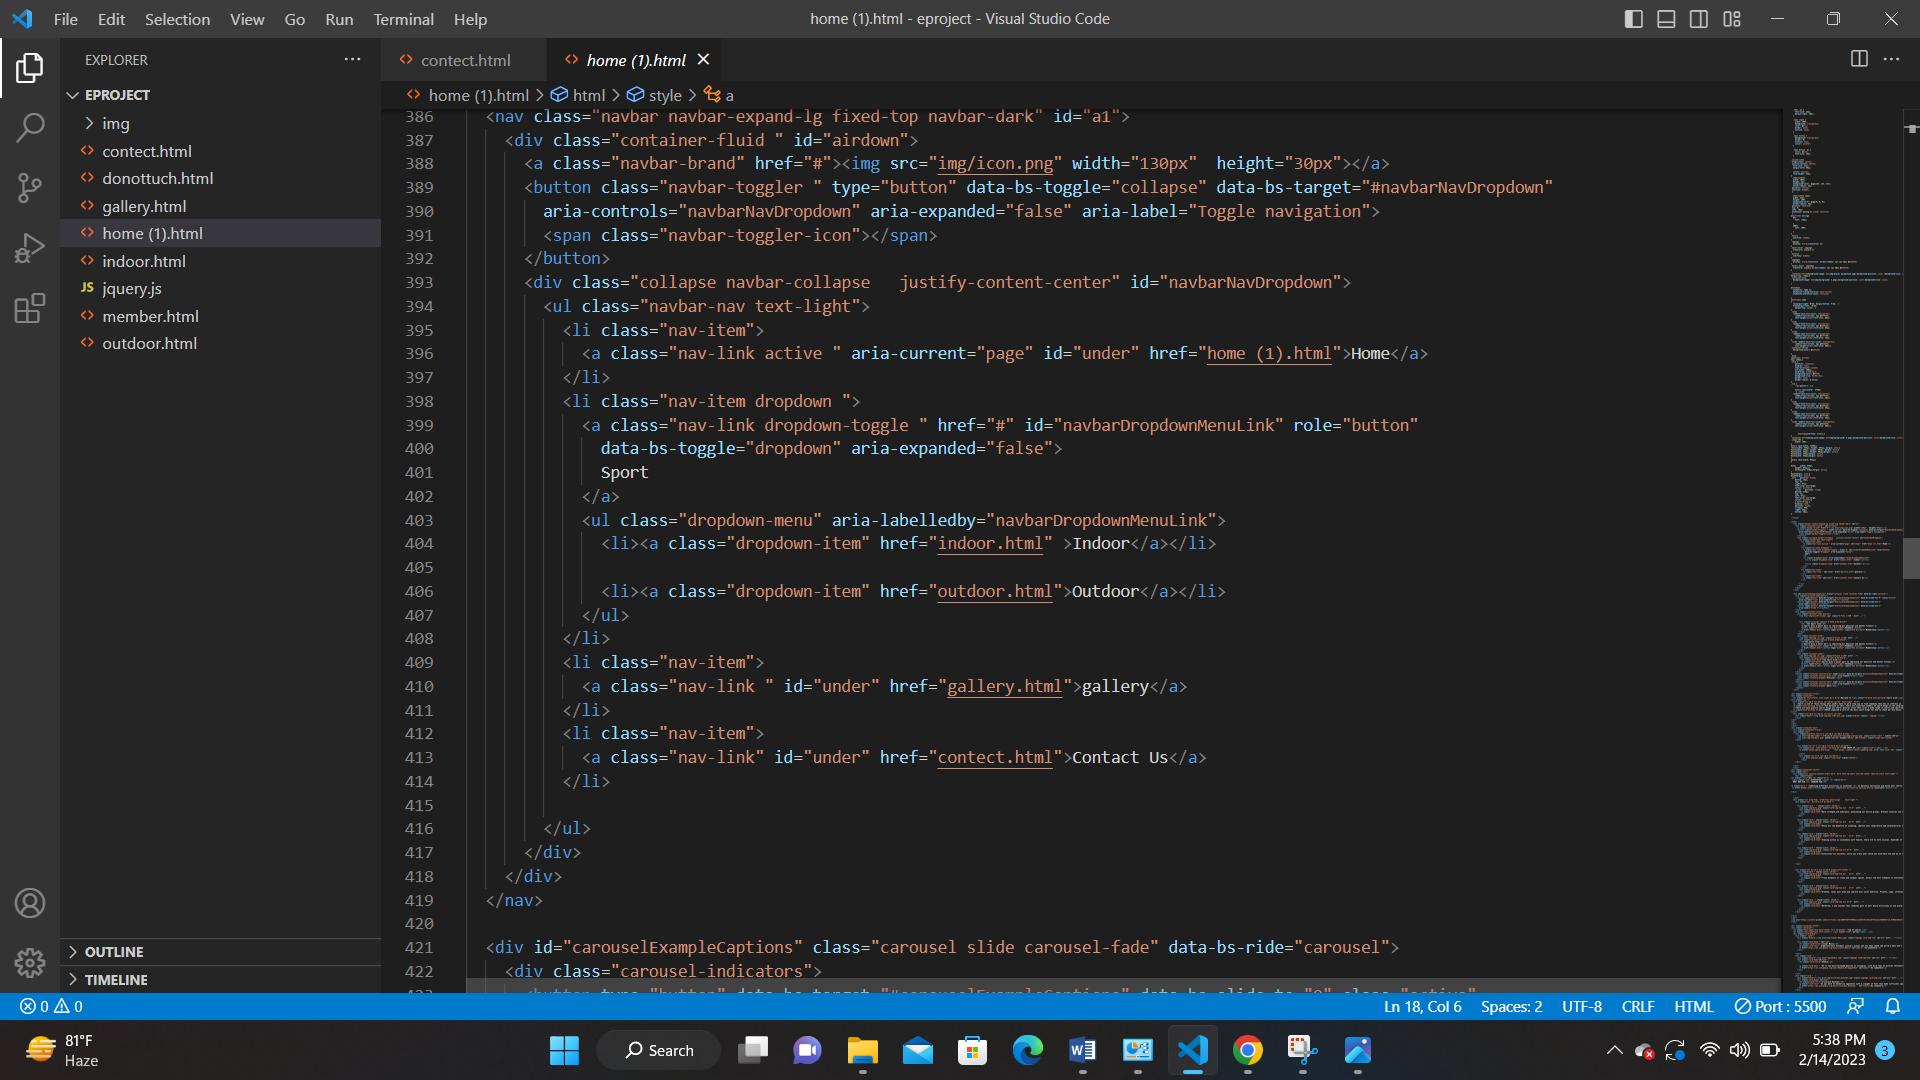 File Edit Selection View Go Run Terminal Help
home (1).html - eproject - Visual Studio Code
EXPLORER
EPROJECT
img
contect.html
donottuch.html
gallery.html
home (1).html
indoor.html
JS jquery.js
member.html
outdoor.html
OUTLINE
TIMELINE
contect.html
home (1).html
home (1).html > html > style > a
386 <nav class="navbar navbar-expand-lg fixed-top navbar-dark" id="a1">
387 <div class="container-fluid " id="airdown">
388 <a class="navbar-brand" href="#"><img src="img/icon.png" width="130px"  height="30px"></a>
389 <button class="navbar-toggler " type="button" data-bs-toggle="collapse" data-bs-target="#navbarNavDropdown"
390 aria-controls="navbarNavDropdown" aria-expanded="false" aria-label="Toggle navigation">
391 <span class="navbar-toggler-icon"></span>
392 </button>
393 <div class="collapse navbar-collapse   justify-content-center" id="navbarNavDropdown">
394 <ul class="navbar-nav text-light">
395 <li class="nav-item">
396 <a class="nav-link active " aria-current="page" id="under" href="home (1).html">Home</a>
397 </li>
398 <li class="nav-item dropdown ">
399 <a class="nav-link dropdown-toggle " href="#" id="navbarDropdownMenuLink" role="button"
400 data-bs-toggle="dropdown" aria-expanded="false">
401 Sport
402 </a>
403 <ul class="dropdown-menu" aria-labelledby="navbarDropdownMenuLink">
404 <li><a class="dropdown-item" href="indoor.html" >Indoor</a></li>
405
406 <li><a class="dropdown-item" href="outdoor.html">Outdoor</a></li>
407 </ul>
408 </li>
409 <li class="nav-item">
410 <a class="nav-link " id="under" href="gallery.html">gallery</a>
411 </li>
412 <li class="nav-item">
413 <a class="nav-link" id="under" href="contect.html">Contact Us</a>
414 </li>
415
416 </ul>
417 </div>
418 </div>
419 </nav>
420
421 <div id="carouselExampleCaptions" class="carousel slide carousel-fade" data-bs-ride="carousel">
422 <div class="carousel-indicators">
0 0
Ln 18, Col 6 Spaces: 2 UTF-8 CRLF HTML Port : 5500
81°F
Haze
Search
5:38 PM
2/14/2023
3